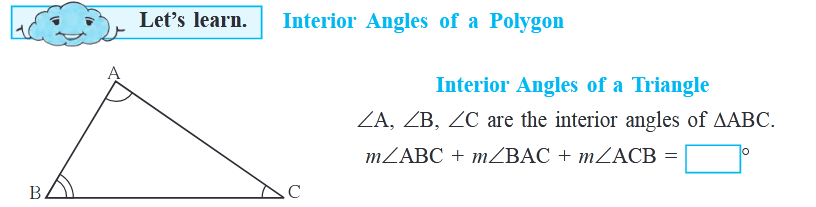 Let's learn. Interior Angles of a Polygon
A
Interior Angles of a Triangle
∠A, ∠B, ∠C are the interior angles of ΔABC.
m∠ABC + m∠BAC + m∠ACB = °
B
C